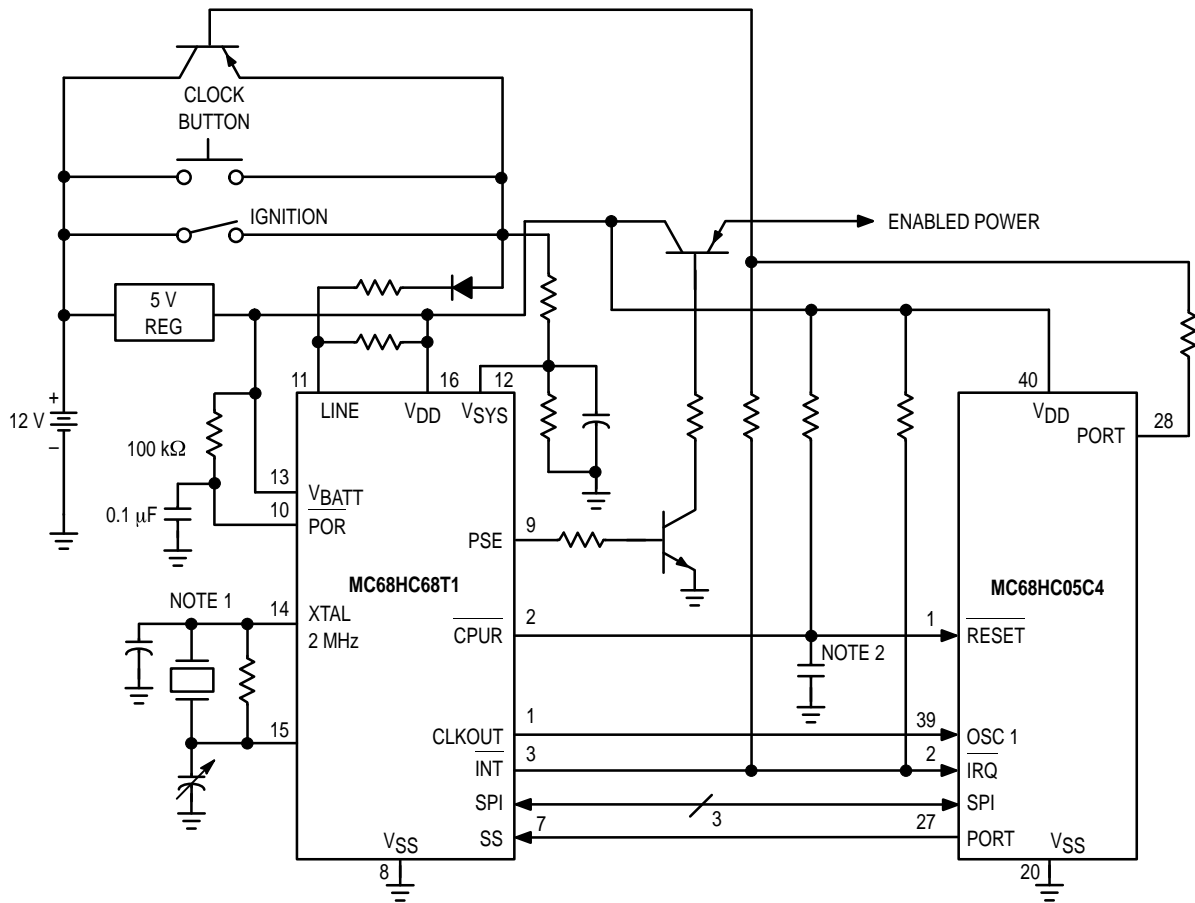 CLOCK
BUTTON
IGNITION
ENABLED POWER
5 V
REG
11
16
12
40
LINE
VDD
VSYS
VDD
PORT
28
+
12 V
–
100 kΩ
13
VBATT
10
POR
0.1 μF
PSE
9
MC68HC68T1
MC68HC05C4
NOTE 1
14
XTAL
2 MHz
CPUR
2
1
RESET
NOTE 2
15
CLKOUT
1
39
OSC 1
INT
3
2
IRQ
SPI
3
SPI
SS
7
27
PORT
VSS
VSS
8
20